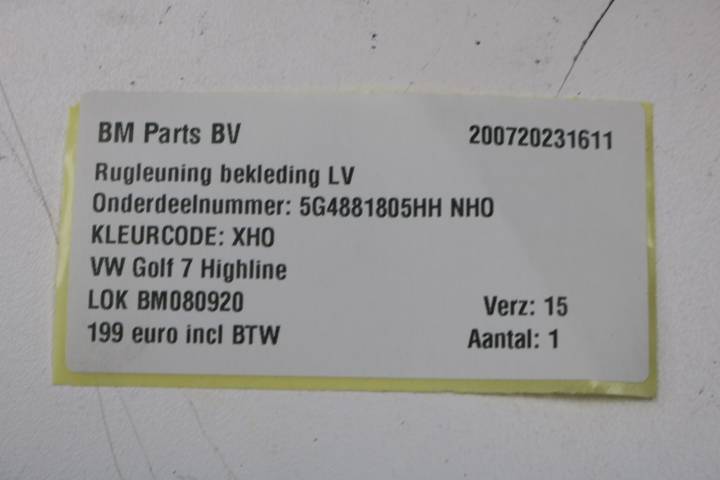 BM Parts BV 200720231611
Rugleuning bekleding LV
Onderdeelnummer: 5G4881805HH NHO
KLEURCODE: XHO
VW Golf 7 Highline
LOK BM080920 Verz: 15
199 euro incl BTW Aantal: 1